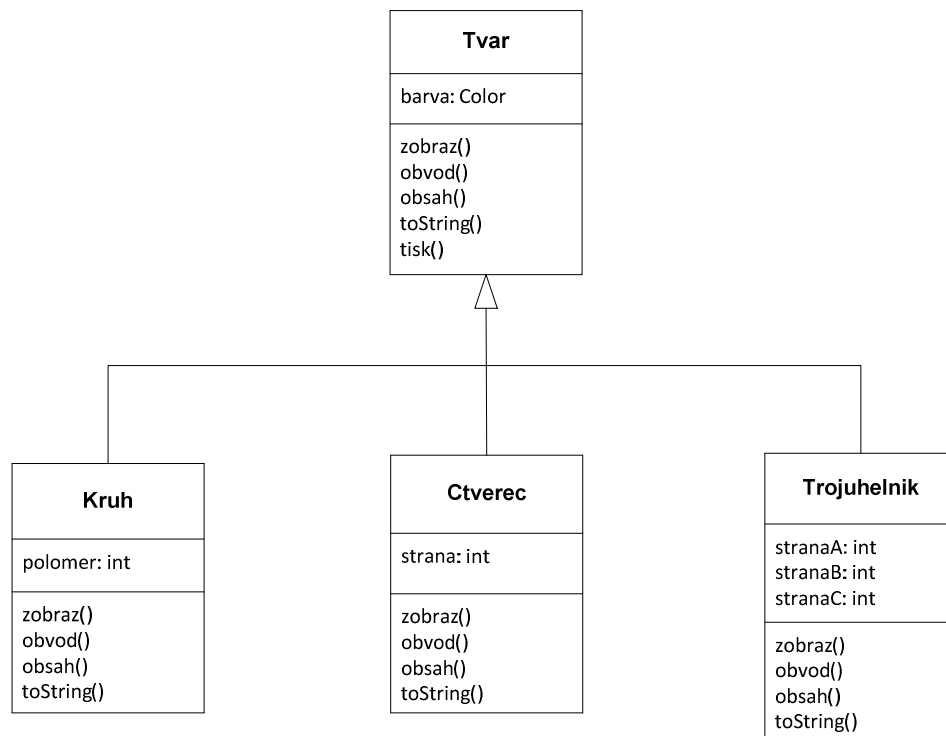 Tvar
barva: Color
zobraz()
obvod()
obsah()
toString()
tisk()
Kruh
polomer: int
zobraz()
obvod()
obsah()
toString()
Ctverec
strana: int
zobraz()
obvod()
obsah()
toString()
Trojuhelnik
stranaA: int
stranaB: int
stranaC: int
zobraz()
obvod()
obsah()
toString()